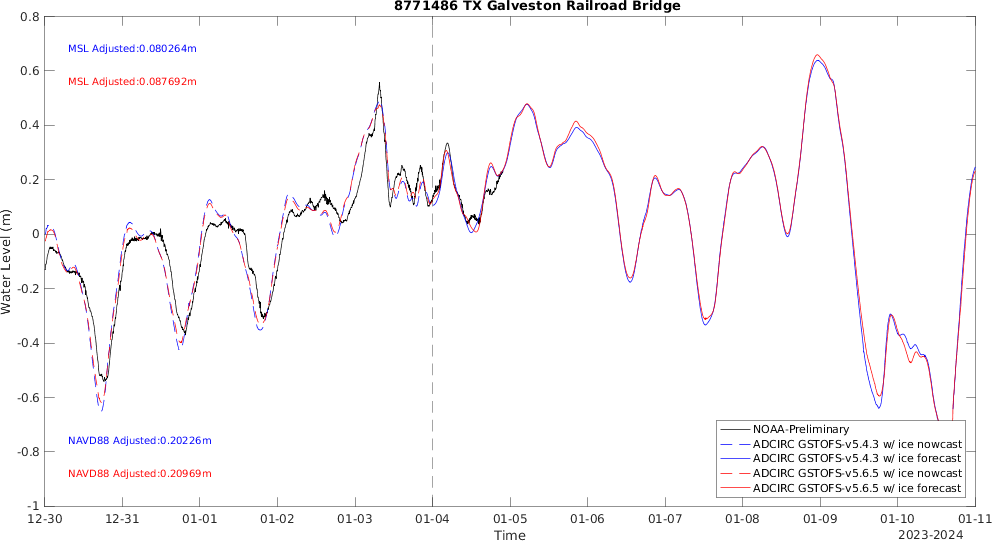 8771486 TX Galveston Railroad Bridge
0.8
0.6
0.4
0.2
0
-0.2
-0.4
-0.6
-0.8
-1
Water Level (m)
MSL Adjusted:0.080264m
MSL Adjusted:0.087692m
NAVD88 Adjusted:0.20226m
NAVD88 Adjusted:0.20969m
NOAA-Preliminary
ADCIRC GSTOFS-v5.4.3 w/ ice nowcast
ADCIRC GSTOFS-v5.4.3 w/ ice forecast
ADCIRC GSTOFS-v5.6.5 w/ ice nowcast
ADCIRC GSTOFS-v5.6.5 w/ ice forecast
12-30 12-31 01-01 01-02 01-03 01-04 01-05 01-06 01-07 01-08 01-09 01-10 01-11
Time
2023-2024